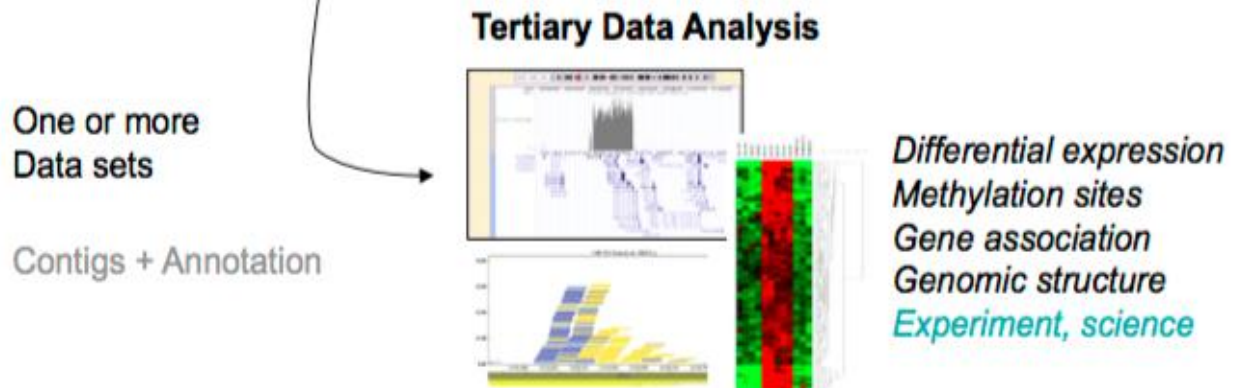 Tertiary Data Analysis
One or more
Data sets
Contigs + Annotation
Differential expression
Methylation sites
Gene association
Genomic structure
Experiment, science